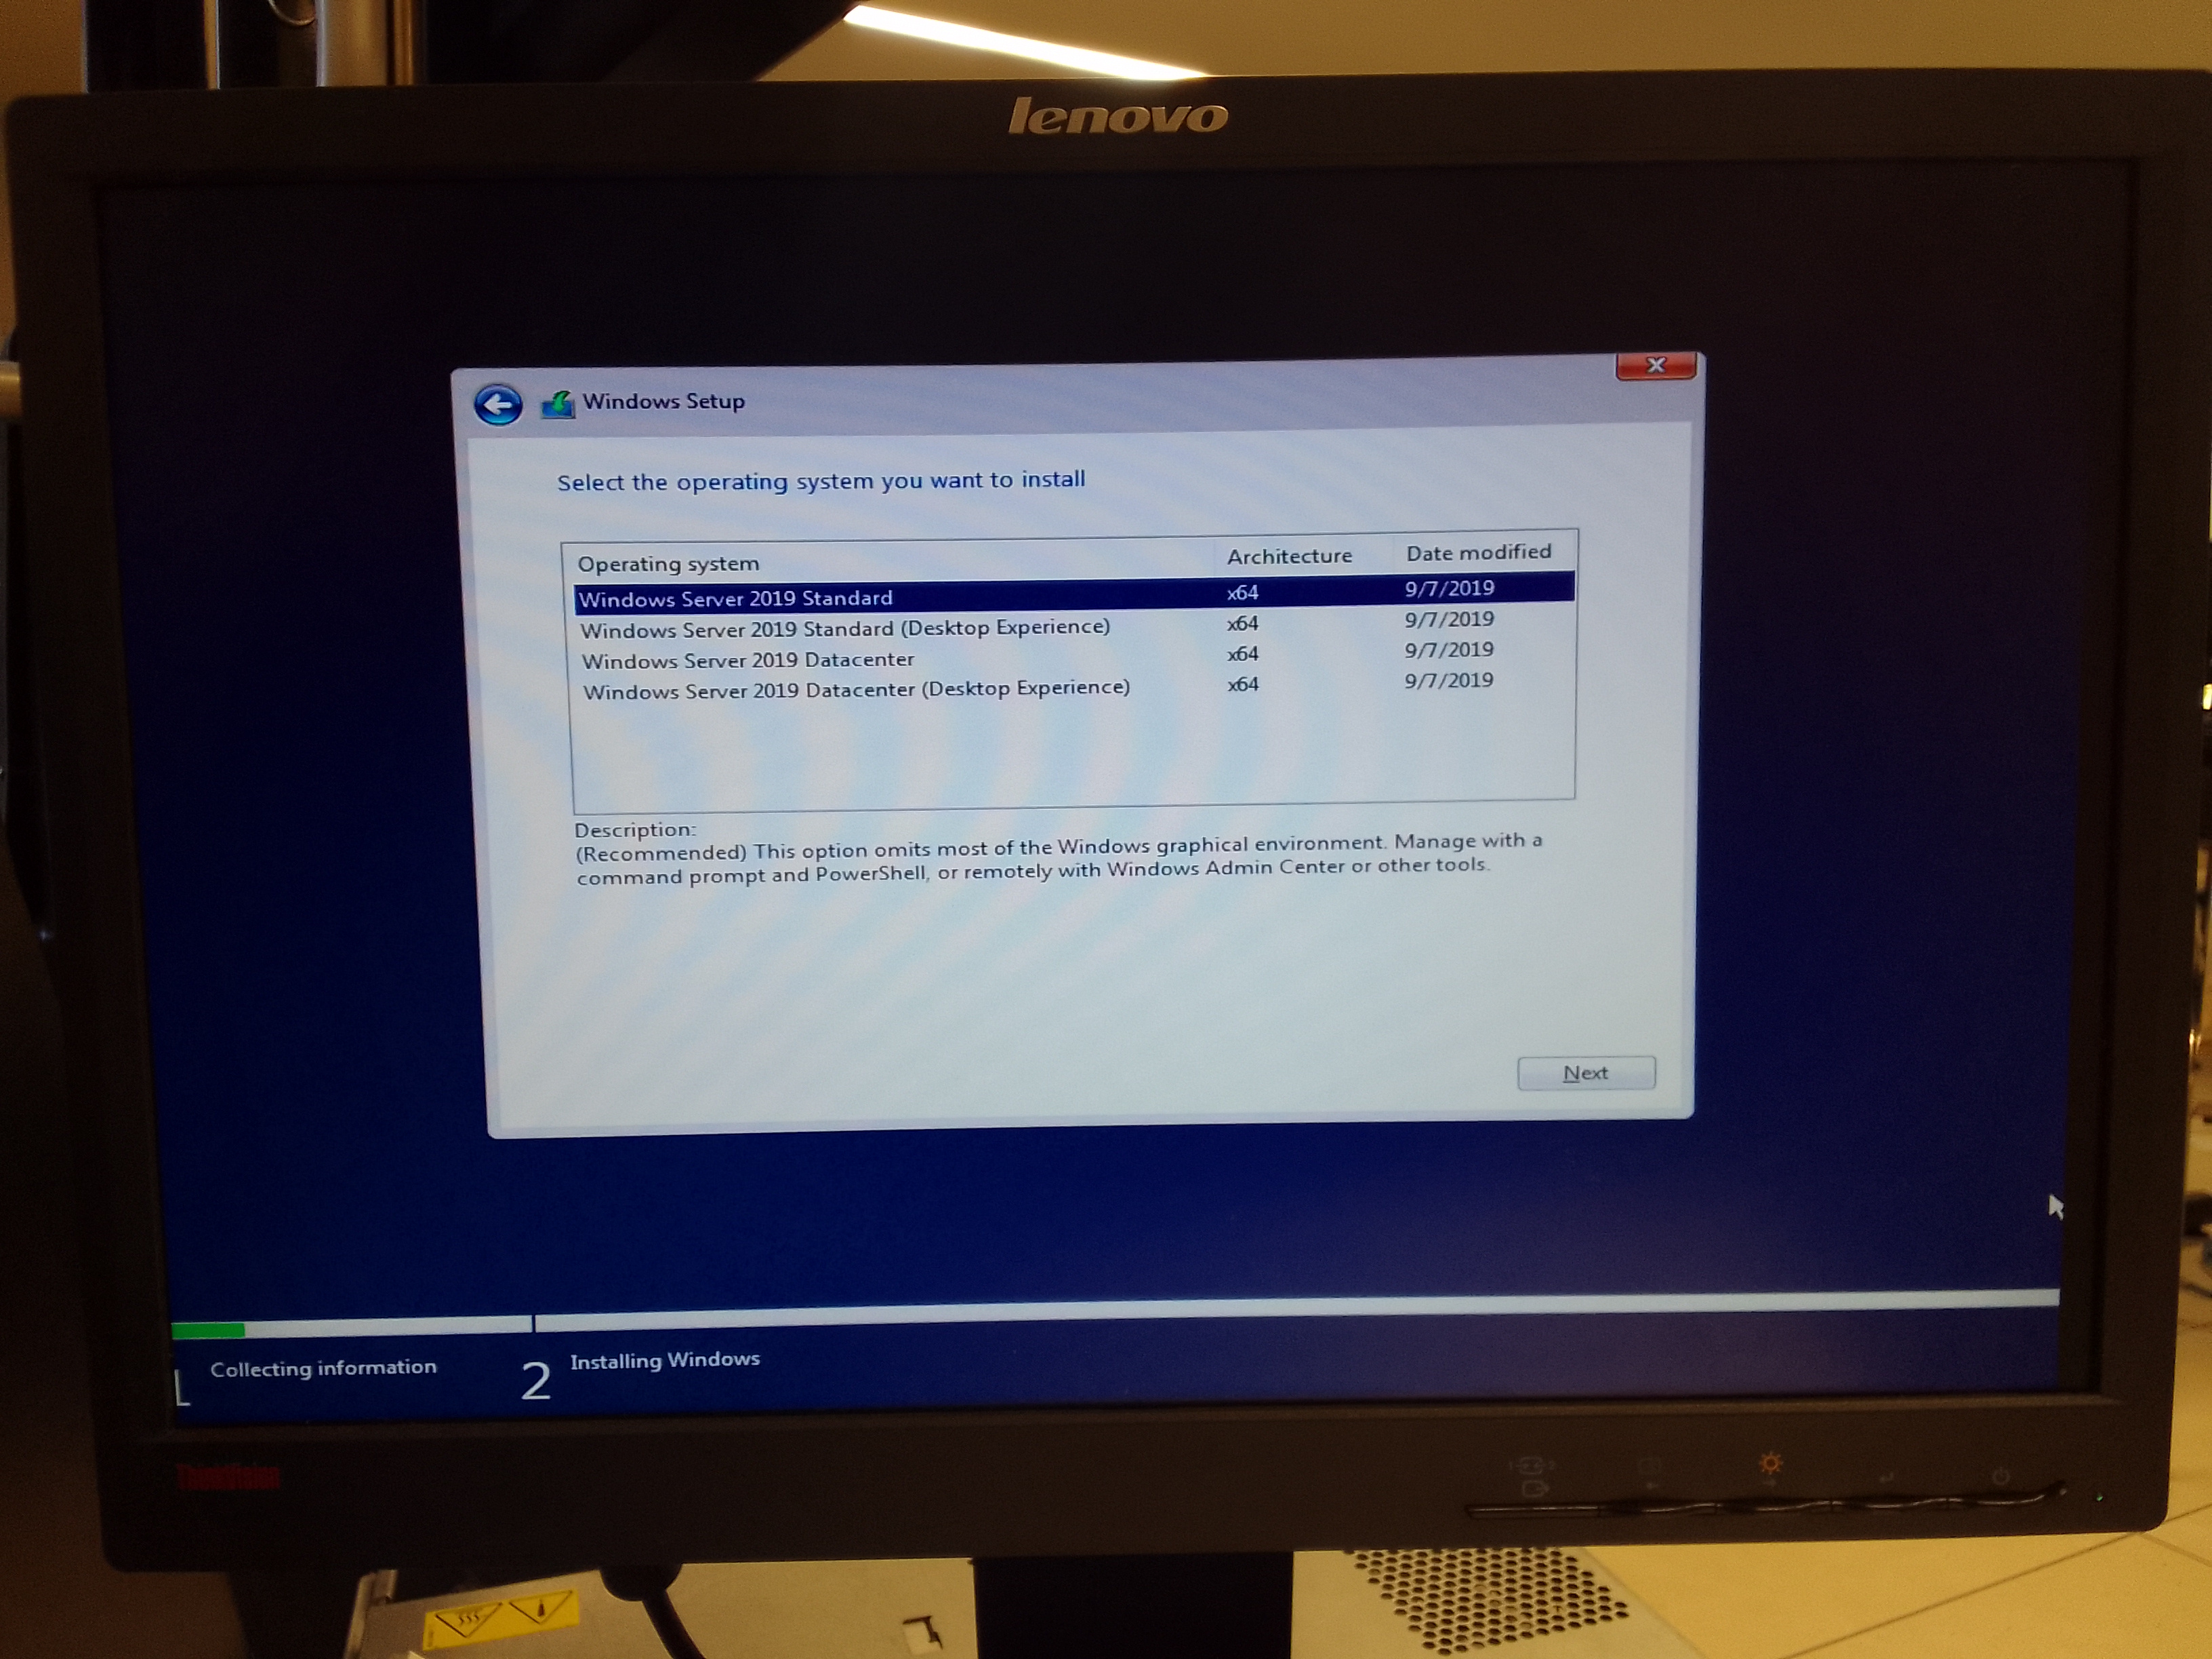 lenovo
Windows Setup
Select the operating system you want to install
Operating system Architecture Date modified
Windows Server 2019 Standard x64 9/7/2019
Windows Server 2019 Standard (Desktop Experience) x64 9/7/2019
Windows Server 2019 Datacenter x64 9/7/2019
Windows Server 2019 Datacenter (Desktop Experience) x64 9/7/2019
Description:
(Recommended) This option omits most of the Windows graphical environment. Manage with a
command prompt and PowerShell, or remotely with Windows Admin Center or other tools.
Next
Collecting information
2 Installing Windows
ThinkVision